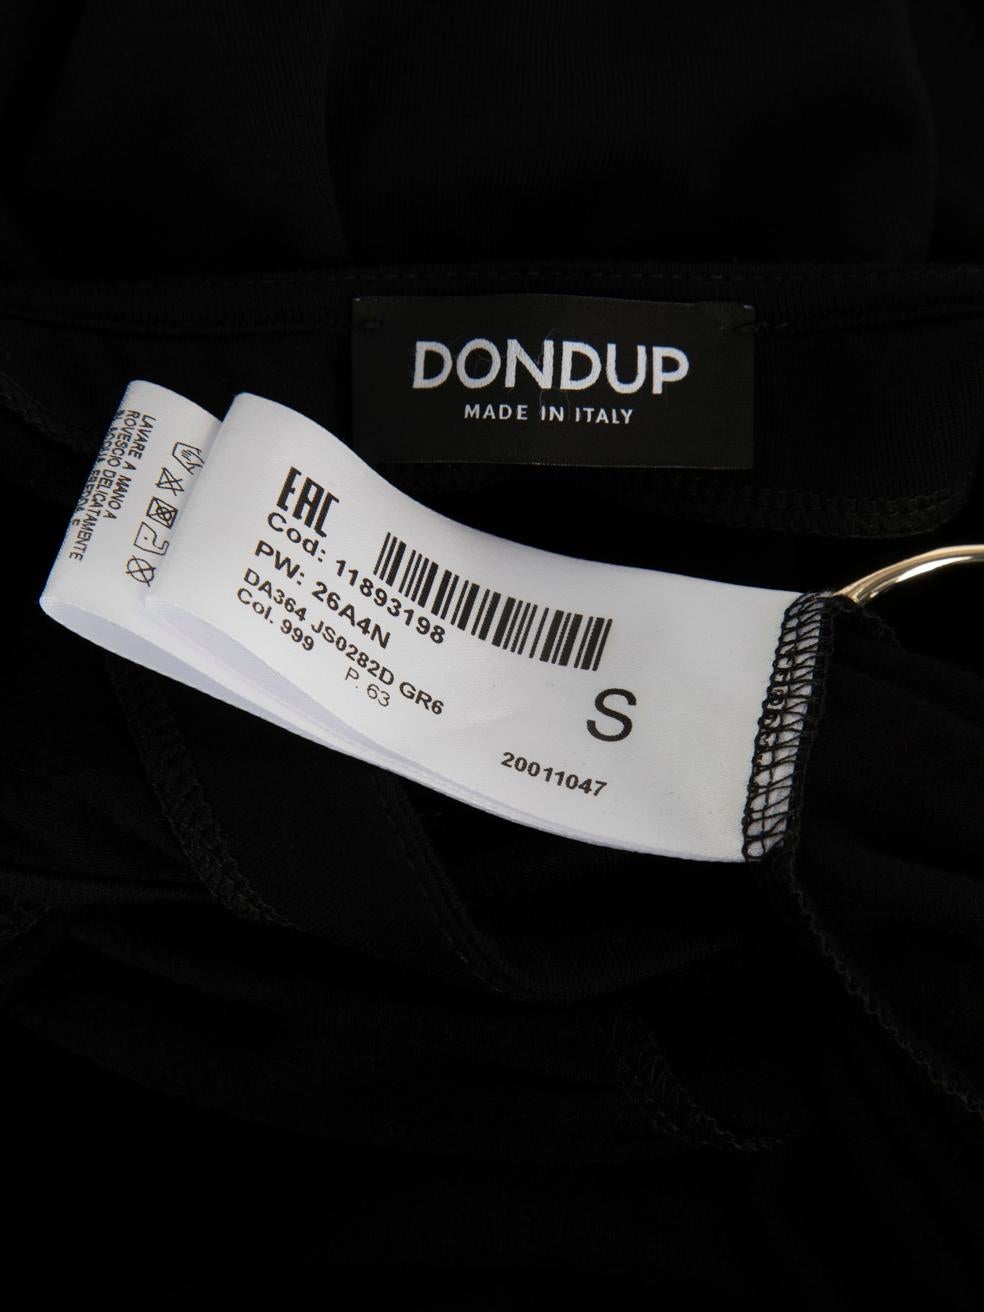 DONDUP
MADE IN ITALY
LAVARE A MANO A
ROVESCIO DELICATAMENTE
EAC
Cod: 11893198
PW: 26A4N
DA364 JS0282D GR6
Col. 999
P. 63
S
20011047